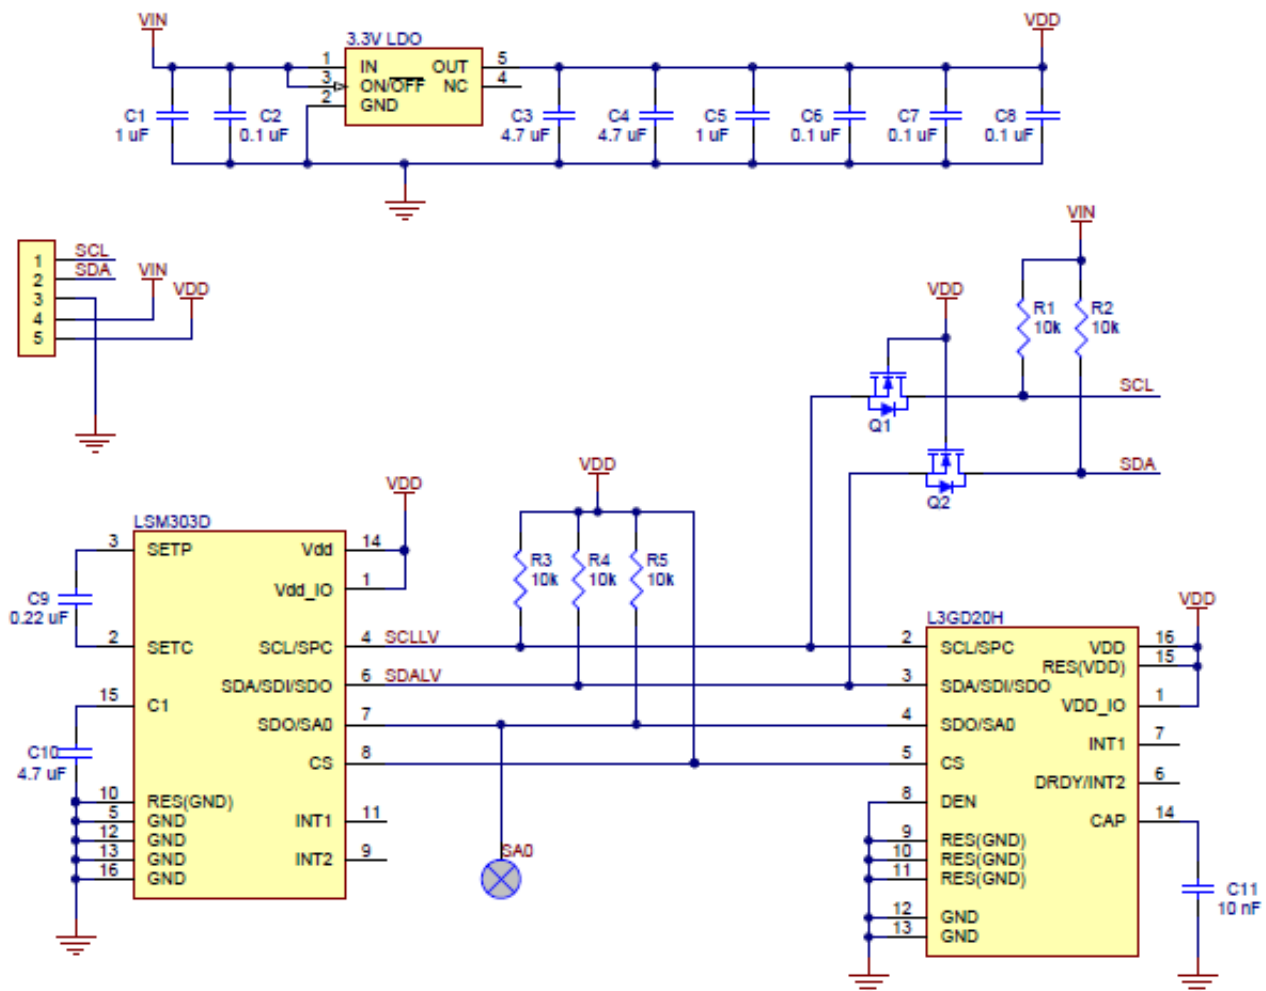 VIN
VDD
3.3V LDO
1 IN OUT 5
3 ON/OFF NC 4
2 GND
C1
1 uF
C2
0.1 uF
C3
4.7 uF
C4
4.7 uF
C5
1 uF
C6
0.1 uF
C7
0.1 uF
C8
0.1 uF
1 SCL
2 SDA
3
4
5
VIN
VDD
VIN
VDD
R1
10k
R2
10k
SCL
Q1
SDA
Q2
VDD
VDD
R3
10k
R4
10k
R5
10k
LSM303D
3 SETP Vdd 14
Vdd_IO 1
C9
0.22 uF
2 SETC SCL/SPC 4 SCLLV
SDA/SDI/SDO 6 SDALV
15 C1
SDO/SA0 7
C10
4.7 uF
CS 8
10 RES(GND)
5 GND INT1 11
12 GND
13 GND INT2 9
16 GND
SA0
VDD
L3GD20H
2 SCL/SPC VDD 16
RES(VDD) 15
3 SDA/SDI/SDO
VDD_IO 1
4 SDO/SA0
INT1 7
5 CS
DRDY/INT2 6
8 DEN
CAP 14
9 RES(GND)
10 RES(GND)
11 RES(GND)
12 GND
13 GND
C11
10 nF